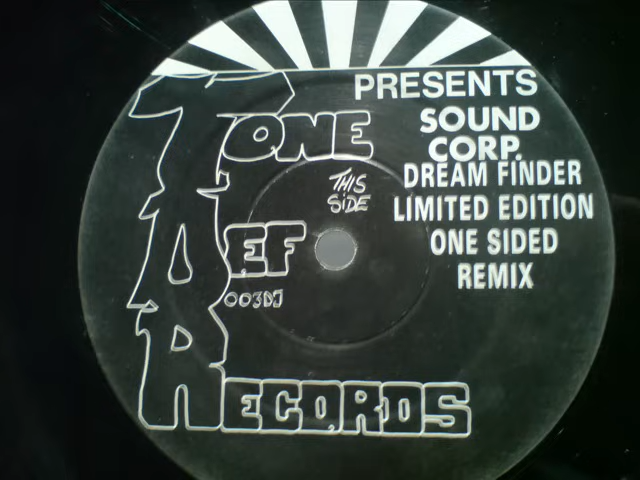 PRESENTS
TONE
SOUND
CORP.
DREAM FINDER
THIS
SIDE
LIMITED EDITION
DEF
ONE SIDED
REMIX
003DJ
RECORDS